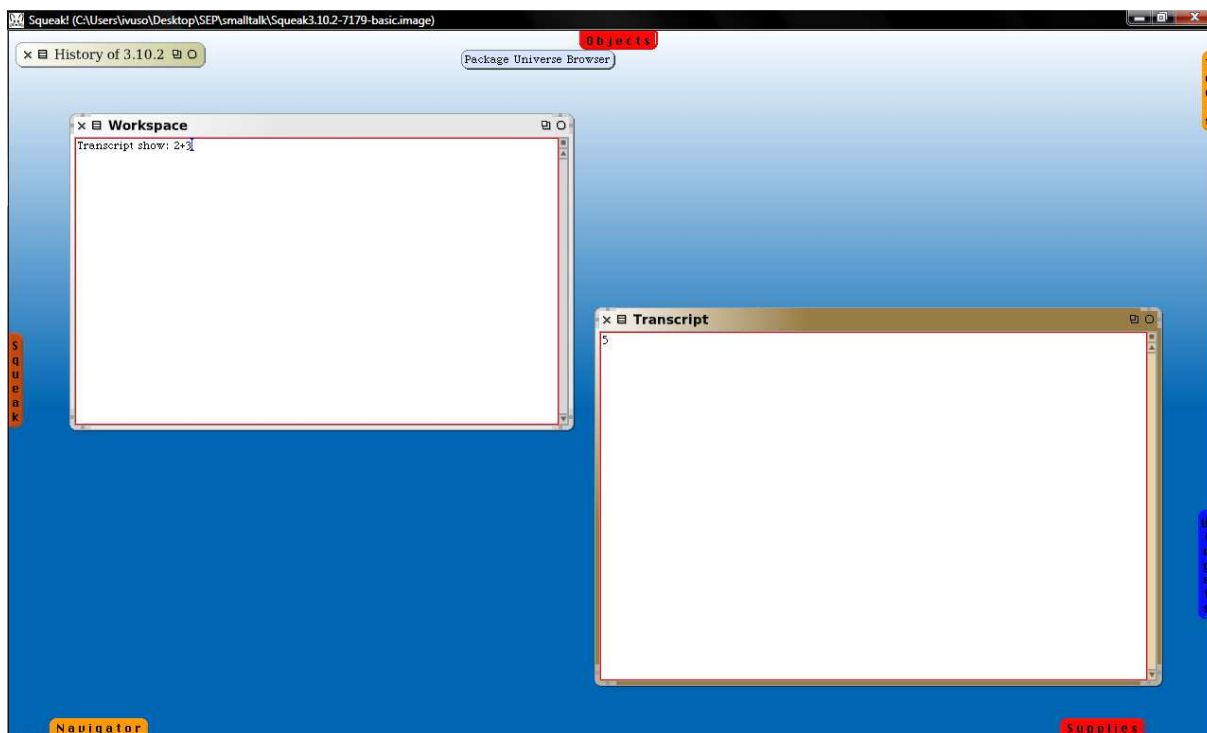 Squeak! (C:\Users\ivuso\Desktop\SEP\smalltalk\Squeak3.10.2-7179-basic.image)
Objects
History of 3.10.2
Package Universe Browser
Workspace
Transcript show: 2+3
Transcript
5
Squeak
Navigator
Supplies